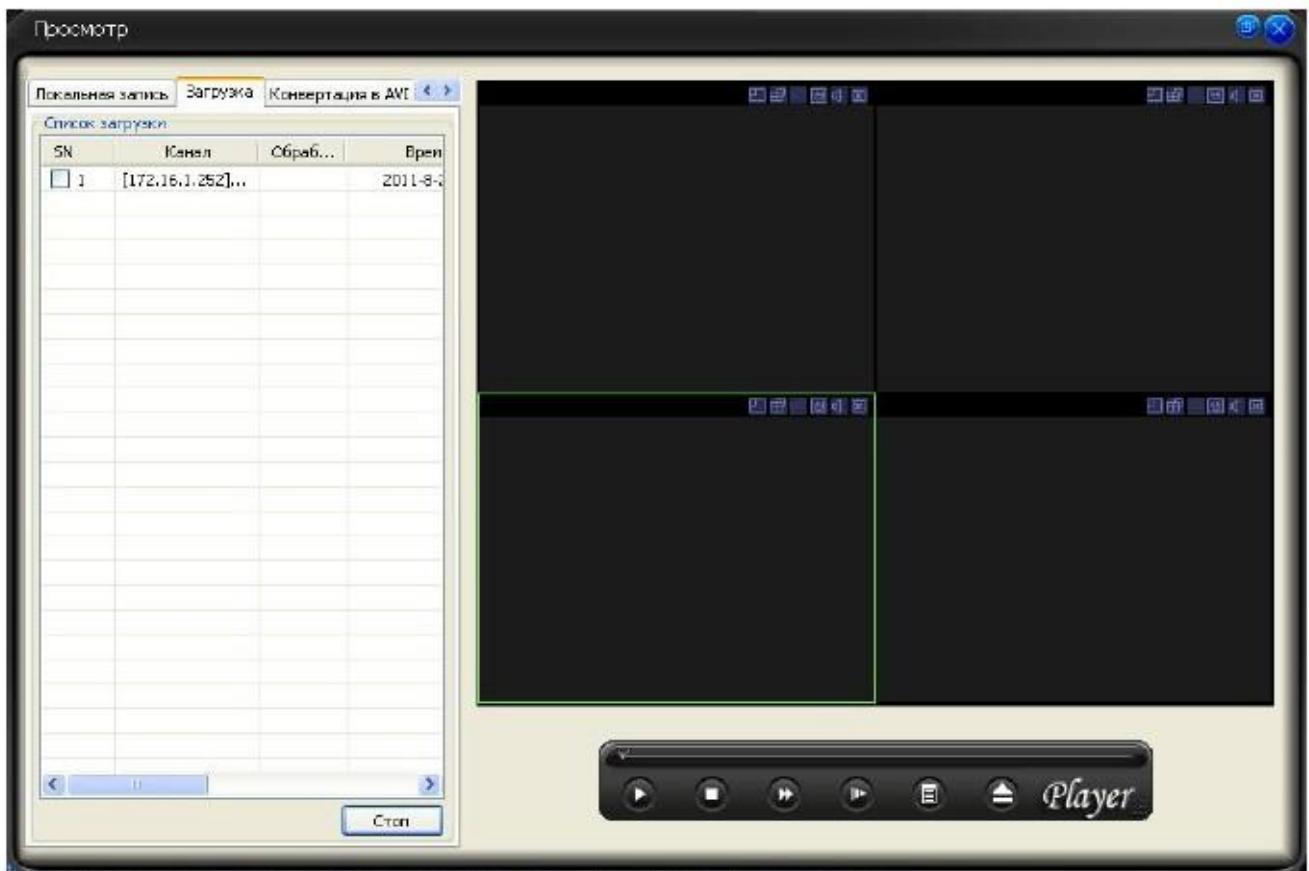 Просмотр
Локальная запись Загрузка Конвертация в AVI
Список загрузки
SN Канал Обраб... Врем
1 [172.16.1.252]... 2011-8-2
Стоп
Player